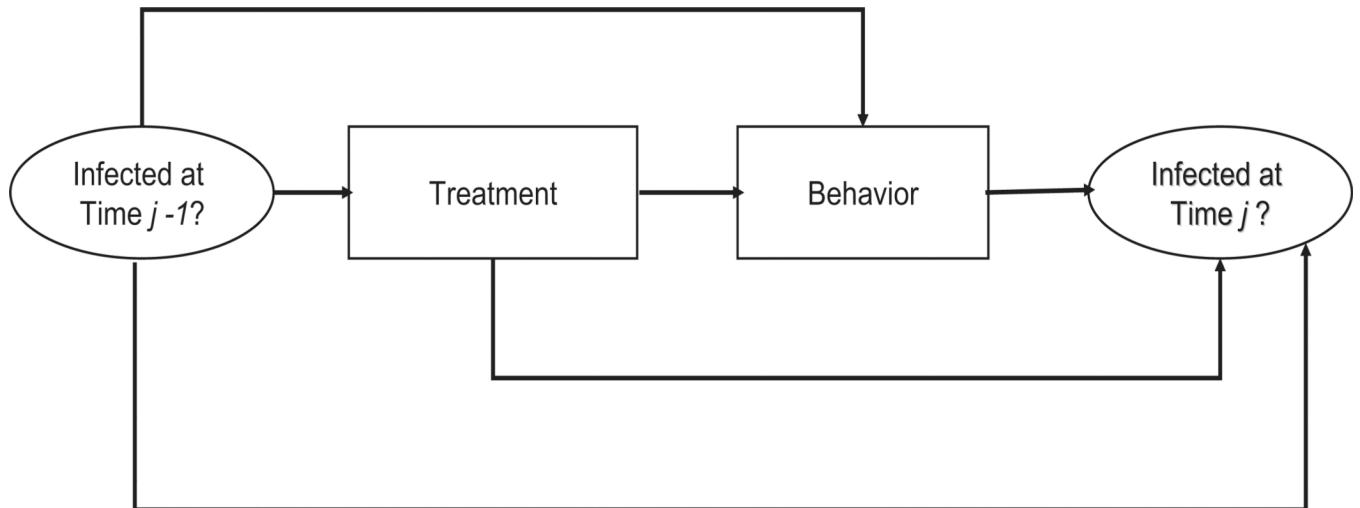 Infected at
Time j -1?
Treatment
Behavior
Infected at
Time j ?